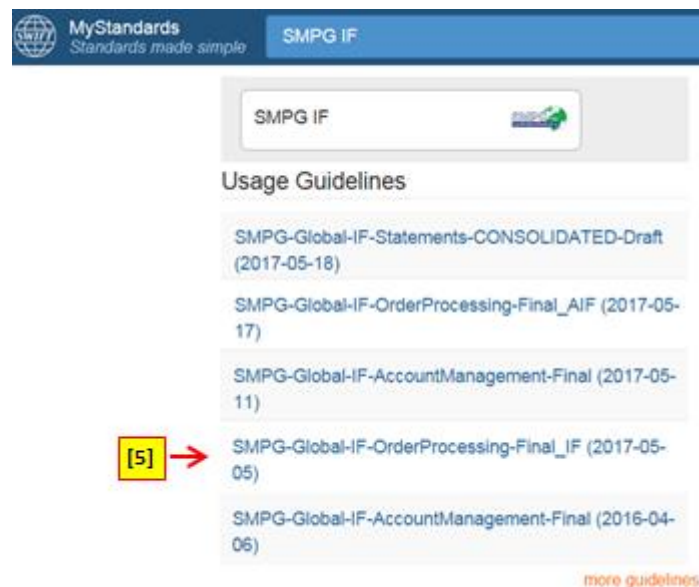 SWIFT
MyStandards
Standards made simple
SMPG IF
SMPG IF
Usage Guidelines
SMPG-Global-IF-Statements-CONSOLIDATED-Draft
(2017-05-18)
SMPG-Global-IF-OrderProcessing-Final_AIF (2017-05-
17)
SMPG-Global-IF-AccountManagement-Final (2017-05-
11)
[5]
SMPG-Global-IF-OrderProcessing-Final_IF (2017-05-
05)
SMPG-Global-IF-AccountManagement-Final (2016-04-
06)
more guidelines